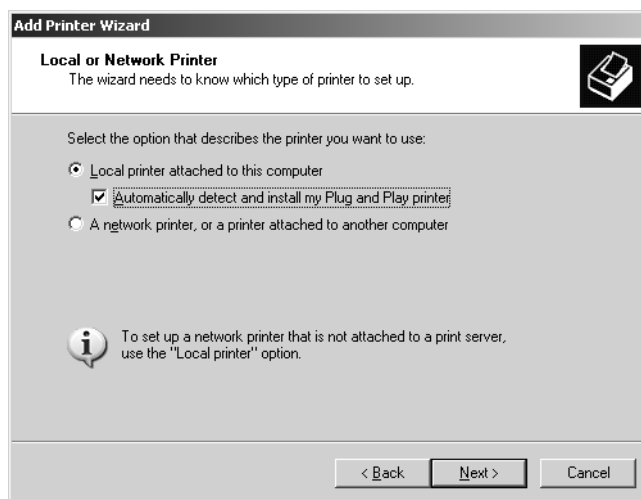 Add Printer Wizard
Local or Network Printer
The wizard needs to know which type of printer to set up.
Select the option that describes the printer you want to use:
Local printer attached to this computer
Automatically detect and install my Plug and Play printer
A network printer, or a printer attached to another computer
To set up a network printer that is not attached to a print server,
use the "Local printer" option.
< Back
Next >
Cancel